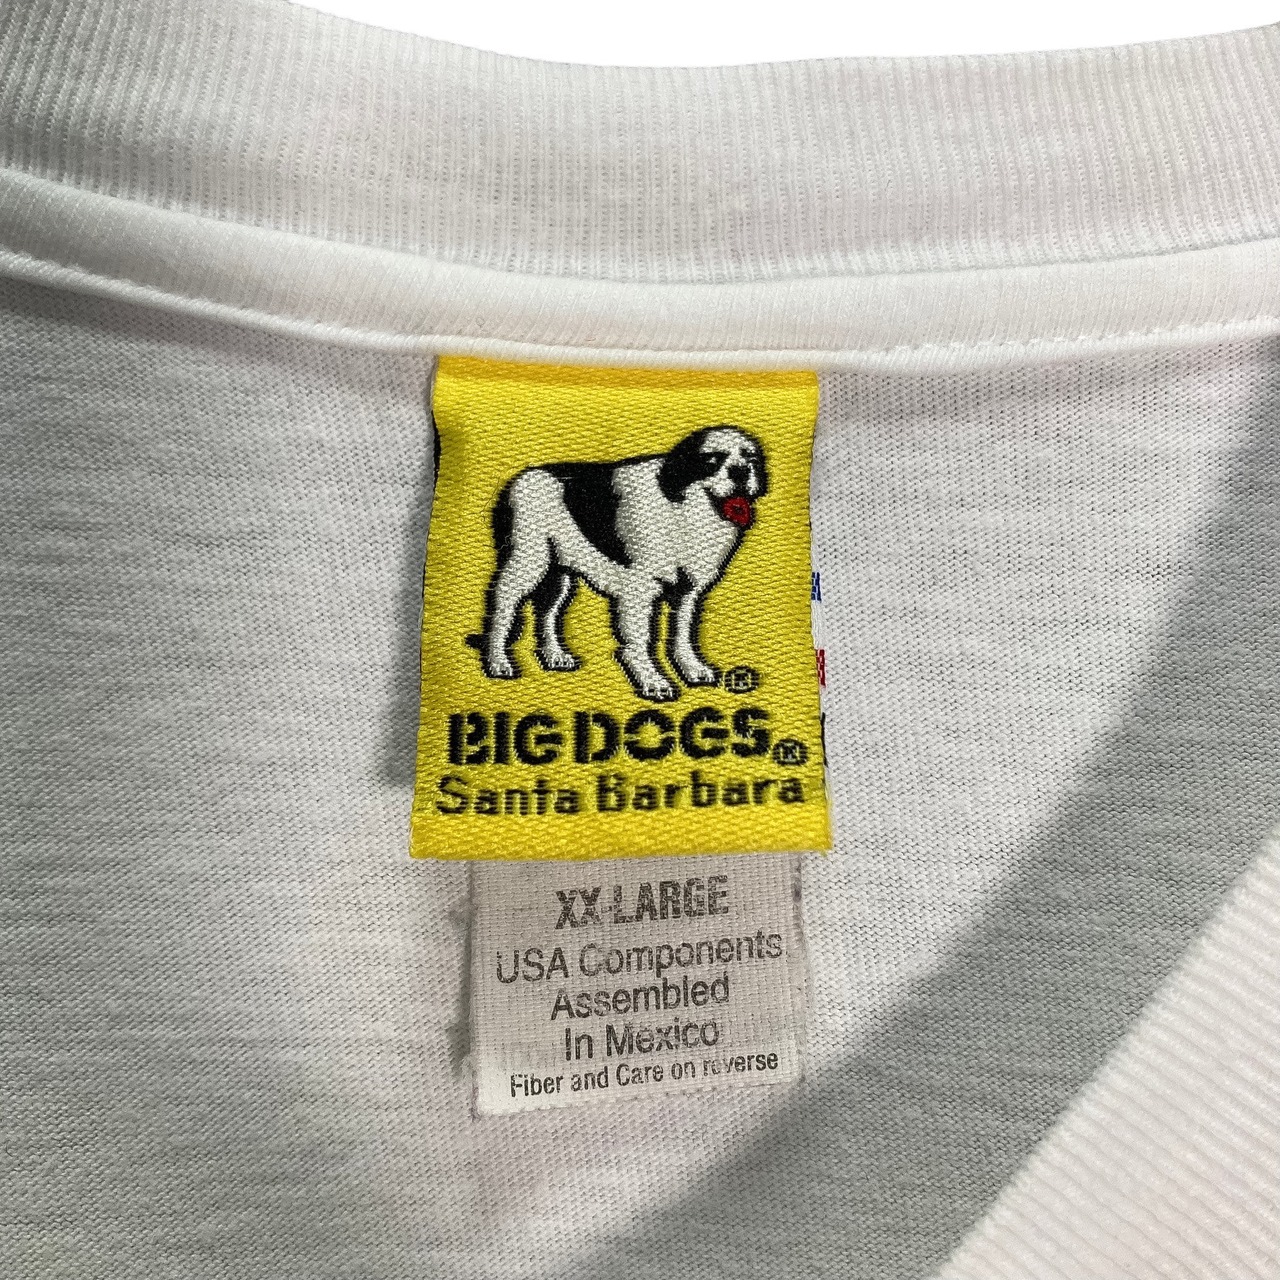 ®
BIG DOGS®
Santa Barbara
XX-LARGE
USA Components
Assembled
In Mexico
Fiber and Care on reverse